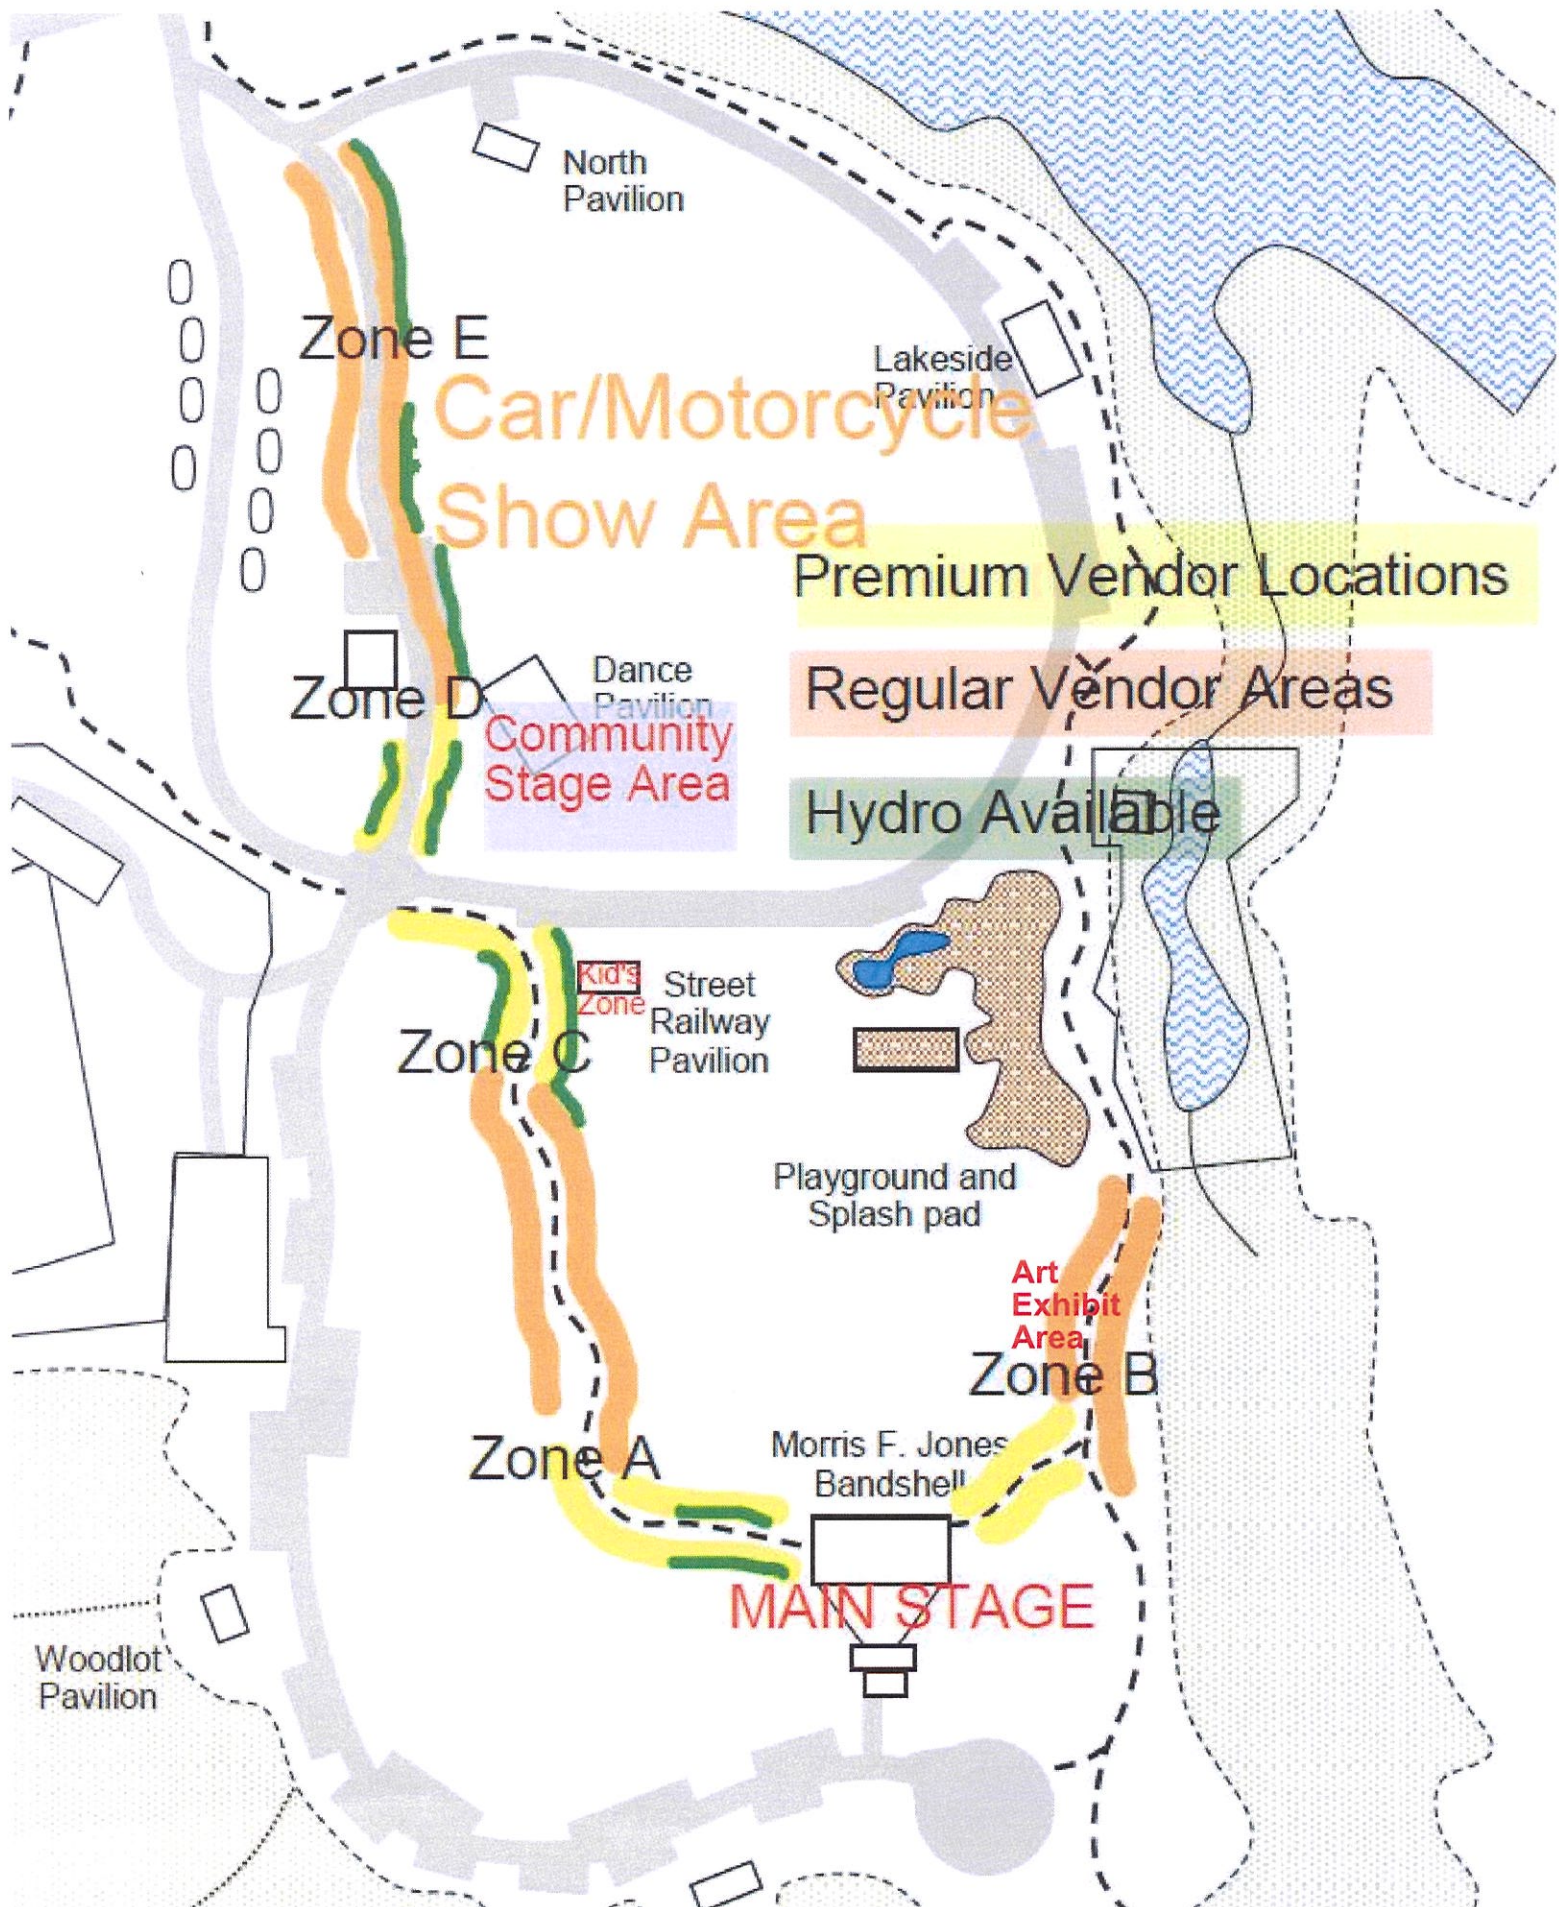 North
Pavilion
Zone E
Lakeside
Pavilion
Car/Motorcycle
Show Area
Premium Vendor Locations
Dance
Pavilion
Regular Vendor Areas
Zone D
Community
Stage Area
Hydro Available
Kid's
Zone
Street
Railway
Pavilion
Zone C
Playground and
Splash pad
Art
Exhibit
Area
Zone B
Morris F. Jones
Bandshell
Zone A
MAIN STAGE
Woodlot
Pavilion